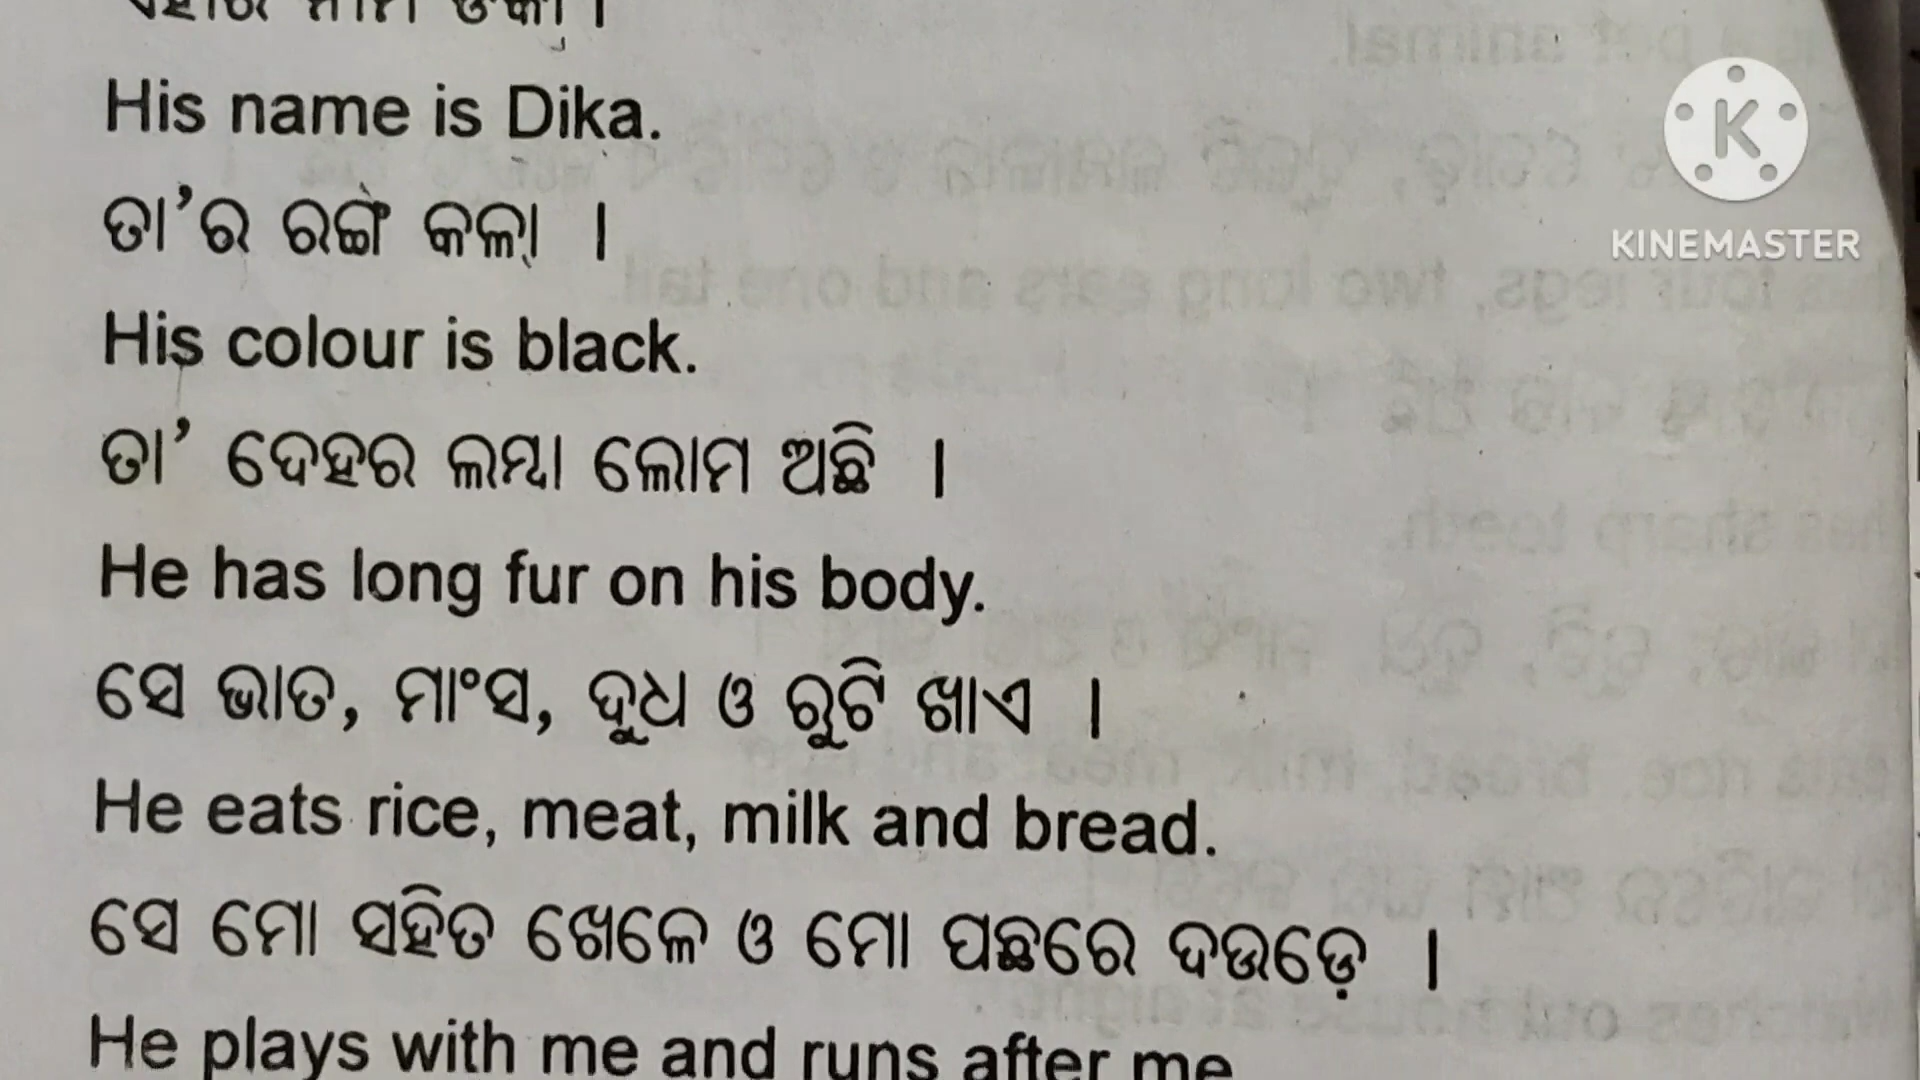 His name is Dika.
ତା’ର ରଙ୍ଗ କଳା ।
His colour is black.
ତା’ ଦେହର ଲମ୍ବା ଲୋମ ଅଛି ।
He has long fur on his body.
ସେ ଭାତ, ମାଂସ, ଦୁଧ ଓ ରୁଟି ଖାଏ ।
He eats rice, meat, milk and bread.
ସେ ମୋ ସହିତ ଖେଳେ ଓ ମୋ ପଛରେ ଦଉଡ଼େ ।
He plays with me and runs after me
KINEMASTER